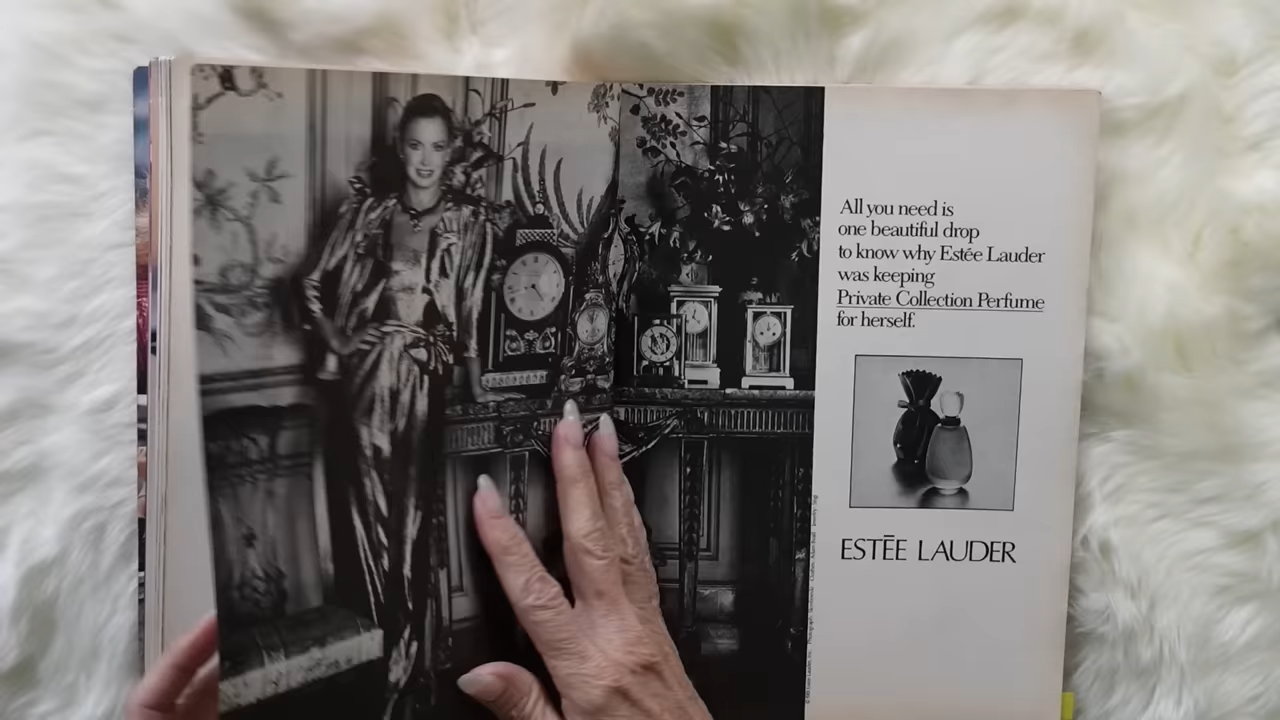 All you need is
one beautiful drop
to know why Estée Lauder
was keeping
Private Collection Perfume
for herself.
ESTĒE LAUDER